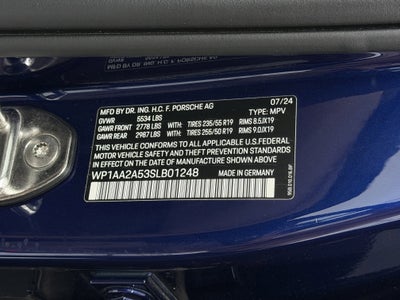 MFD BY DR. ING. H.C. F. PORSCHE AG 07/24
GVWR 5534 LBS TYPE: MPV
GAWR FRONT 2778 LBS WITH: TIRES 235/55 R19 RIMS 8.5JX19
GAWR REAR 2987 LBS WITH: TIRES 255/50 R19 RIMS 9.0JX19
THIS VEHICLE CONFORMS TO ALL APPLICABLE U.S.FEDERAL
MOTOR VEHICLE SAFETY STANDARDS IN EFFECT ON THE
DATE OF MANUFACTURE SHOWN ABOVE.
WP1AA2A53SLB01248 MADE IN GERMANY